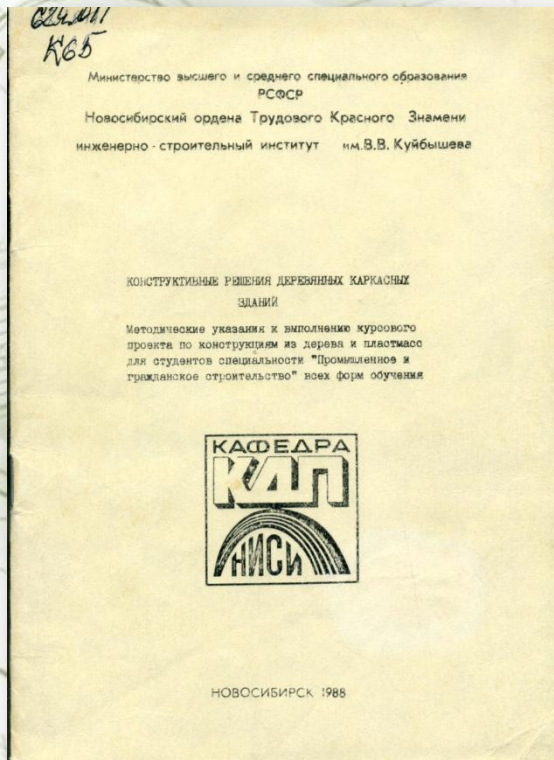 624.011
К65
Министерство высшего и среднего специального образования
РСФСР
Новосибирский ордена Трудового Красного Знамени
инженерно - строительный институт им.В.В. Куйбышева
КОНСТРУКТИВНЫЕ РЕШЕНИЯ ДЕРЕВЯННЫХ КАРКАСНЫХ
ЗДАНИЙ
Методические указания к выполнению курсового
проекта по конструкциям из дерева и пластмасс
для студентов специальности "Промышленное и
гражданское строительство" всех форм обучения
КАФЕДРА
КДП
НИСИ
НОВОСИБИРСК 1988